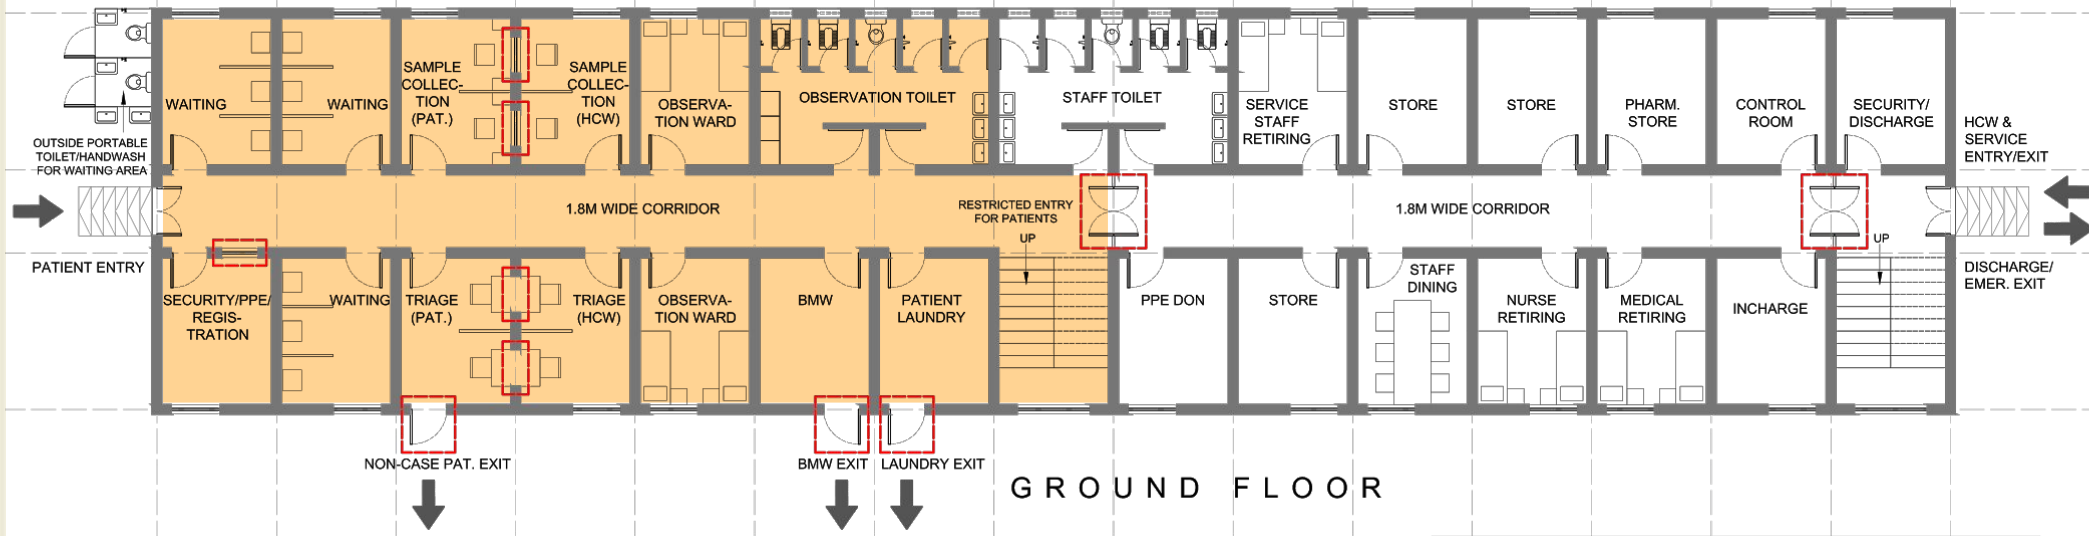 WAITING
WAITING
SAMPLE
COLLEC-
TION
(PAT.)
SAMPLE
COLLEC-
TION
(HCW)
OBSERVA-
TION WARD
OBSERVATION TOILET
STAFF TOILET
SERVICE
STAFF
RETIRING
STORE
STORE
PHARM.
STORE
CONTROL
ROOM
SECURITY/
DISCHARGE
OUTSIDE PORTABLE
TOILET/HANDWASH
FOR WAITING AREA
HCW &
SERVICE
ENTRY/EXIT
1.8M WIDE CORRIDOR
RESTRICTED ENTRY
FOR PATIENTS
UP
1.8M WIDE CORRIDOR
UP
PATIENT ENTRY
DISCHARGE/
EMER. EXIT
SECURITY/PPE/
REGIS-
TRATION
WAITING
TRIAGE
(PAT.)
TRIAGE
(HCW)
OBSERVA-
TION WARD
BMW
PATIENT
LAUNDRY
PPE DON
STORE
STAFF
DINING
NURSE
RETIRING
MEDICAL
RETIRING
INCHARGE
NON-CASE PAT. EXIT
BMW EXIT
LAUNDRY EXIT
GROUND FLOOR